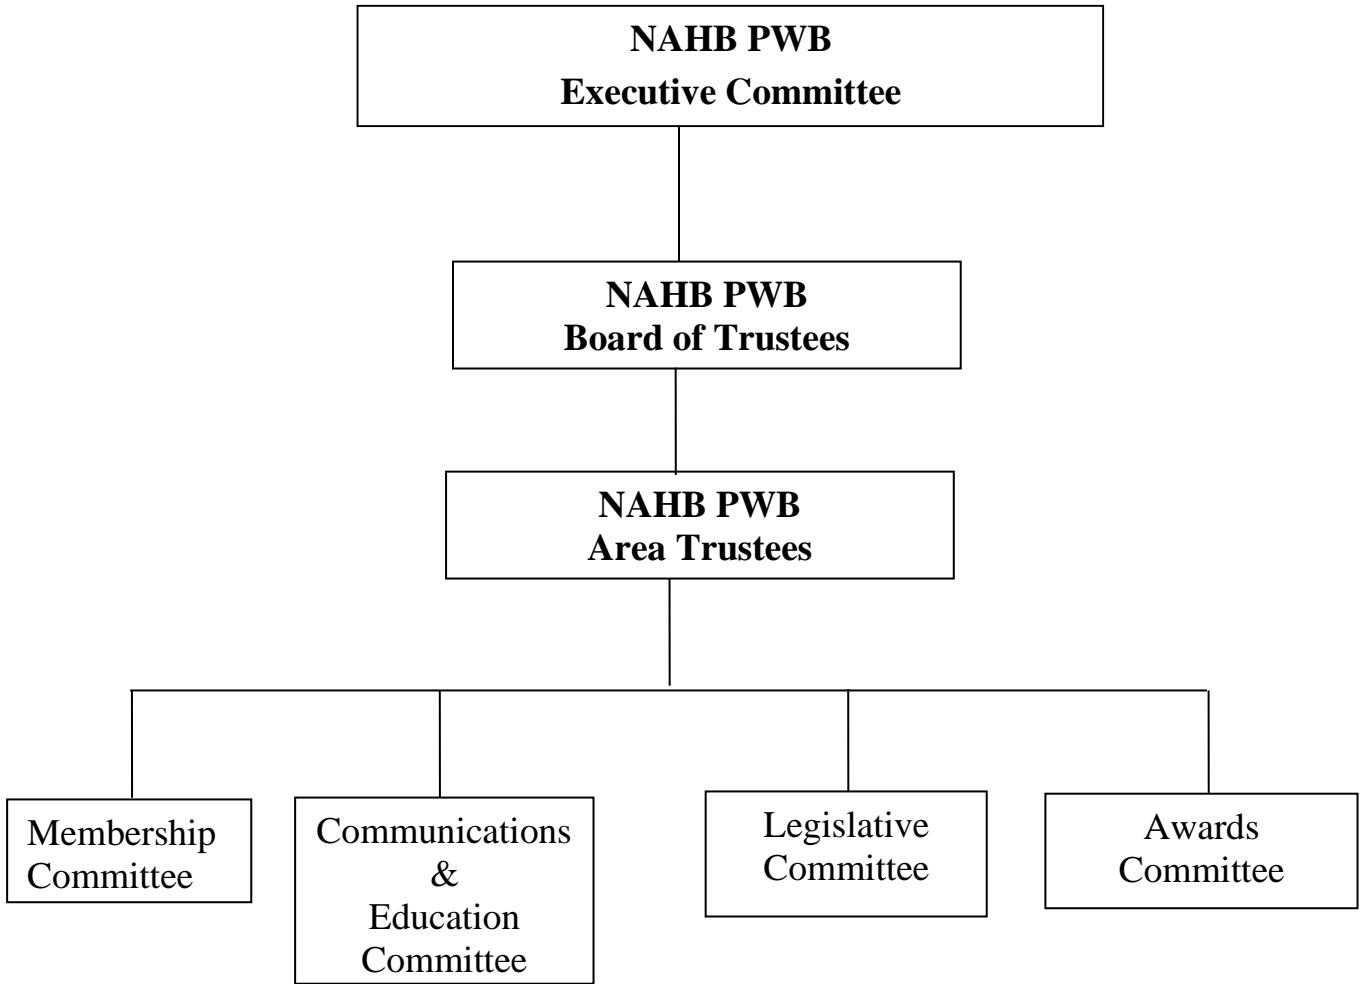 NAHB PWB
Executive Committee
NAHB PWB
Board of Trustees
NAHB PWB
Area Trustees
Membership
Committee
Communications
&
Education
Committee
Legislative
Committee
Awards
Committee